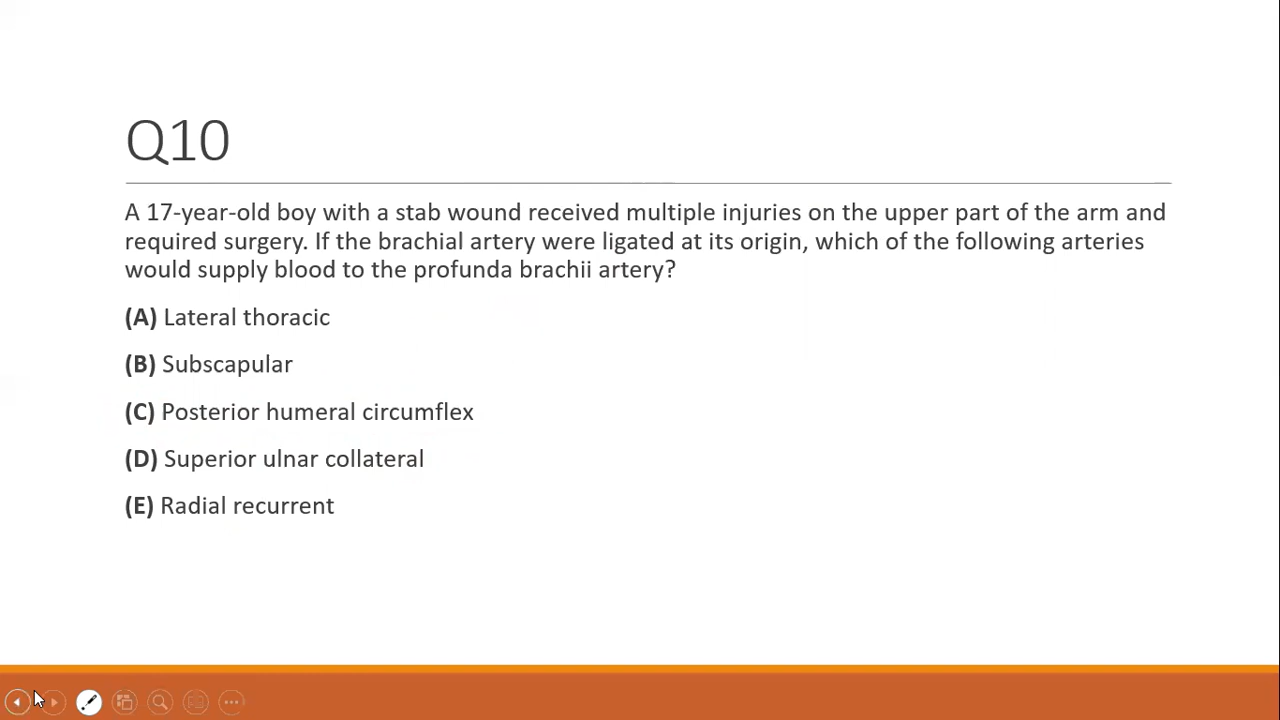 Q10
A 17-year-old boy with a stab wound received multiple injuries on the upper part of the arm and
required surgery. If the brachial artery were ligated at its origin, which of the following arteries
would supply blood to the profunda brachii artery?
(A) Lateral thoracic
(B) Subscapular
(C) Posterior humeral circumflex
(D) Superior ulnar collateral
(E) Radial recurrent